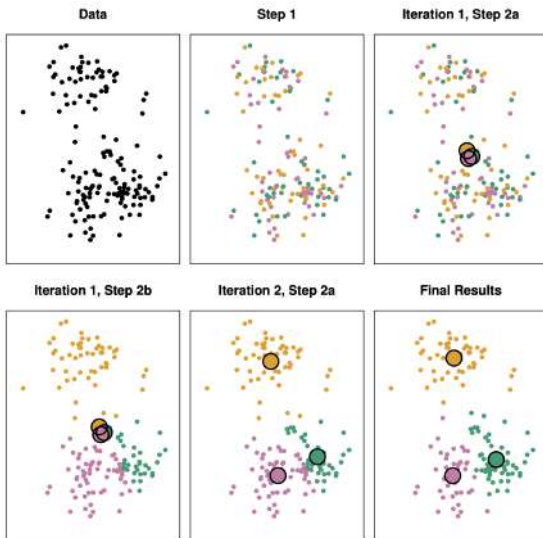 Data
Step 1
Iteration 1, Step 2a
Iteration 1, Step 2b
Iteration 2, Step 2a
Final Results